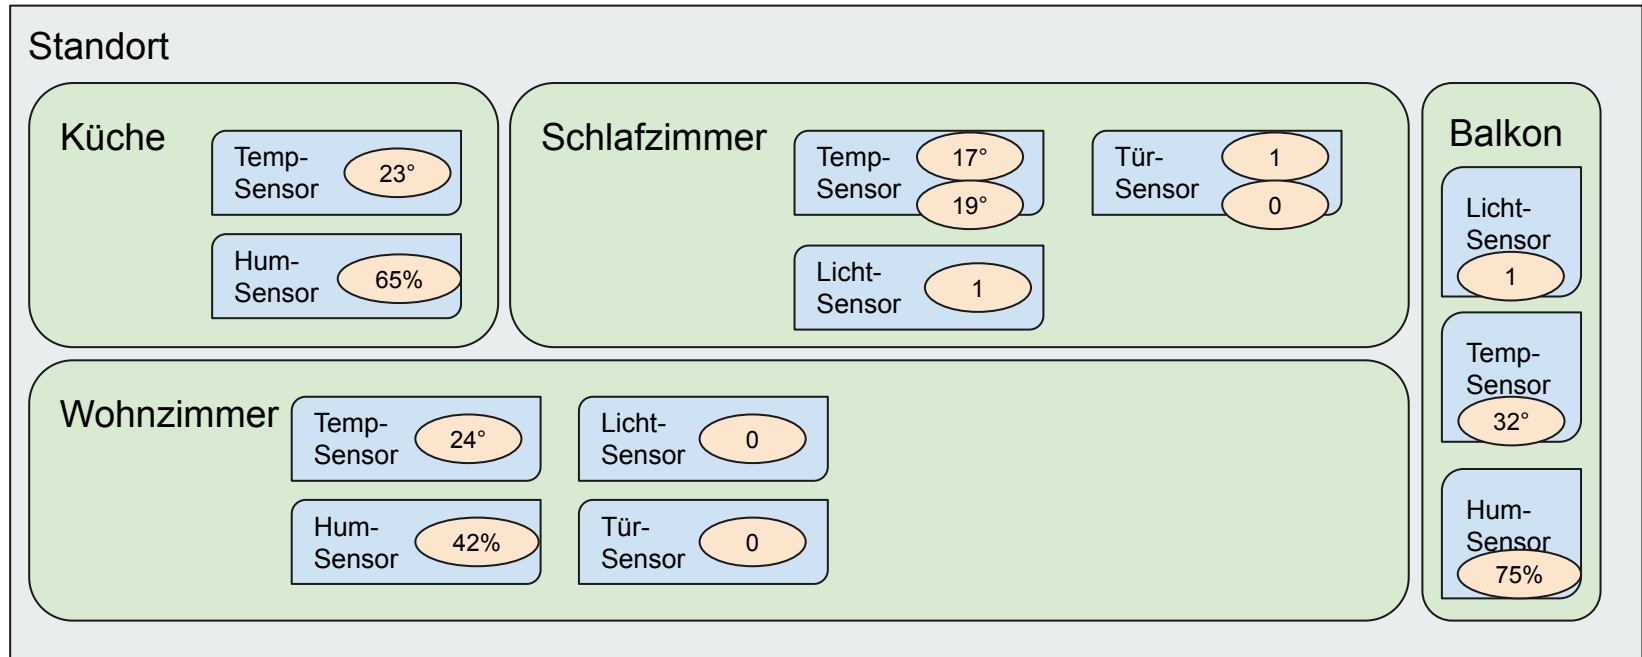 Standort
Küche
Temp-
Sensor
23°
Hum-
Sensor
65%
Schlafzimmer
Temp-
Sensor
17°
19°
Tür-
Sensor
1
0
Licht-
Sensor
1
Balkon
Licht-
Sensor
1
Temp-
Sensor
32°
Hum-
Sensor
75%
Wohnzimmer
Temp-
Sensor
24°
Licht-
Sensor
0
Hum-
Sensor
42%
Tür-
Sensor
0